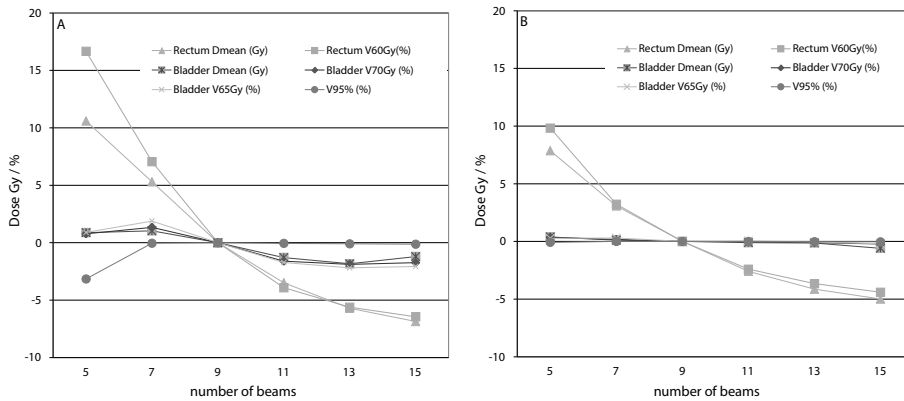 A
Rectum Dmean (Gy) Rectum V60Gy(%)
Bladder Dmean (Gy) Bladder V70Gy (%)
Bladder V65Gy (%) V95% (%)
Dose Gy / %
20
15
10
5
0
-5
-10
5 7 9 11 13 15
number of beams
B
Rectum Dmean (Gy) Rectum V60Gy(%)
Bladder Dmean (Gy) Bladder V70Gy (%)
Bladder V65Gy (%) V95% (%)
Dose Gy / %
20
15
10
5
0
-5
-10
5 7 9 11 13 15
number of beams